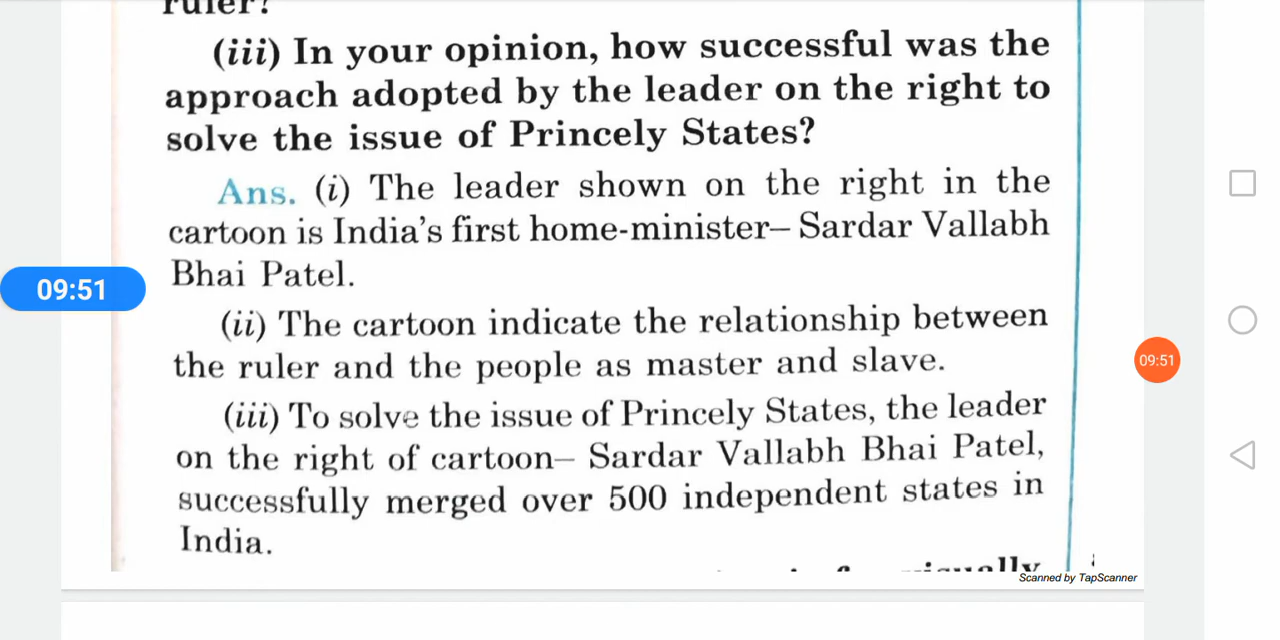 ruler?
(iii) In your opinion, how successful was the
approach adopted by the leader on the right to
solve the issue of Princely States?
Ans. (i) The leader shown on the right in the
cartoon is India's first home-minister– Sardar Vallabh
Bhai Patel.
09:51
(ii) The cartoon indicate the relationship between
the ruler and the people as master and slave.
09:51
(iii) To solve the issue of Princely States, the leader
on the right of cartoon– Sardar Vallabh Bhai Patel,
successfully merged over 500 independent states in
India.
Scanned by TapScanner